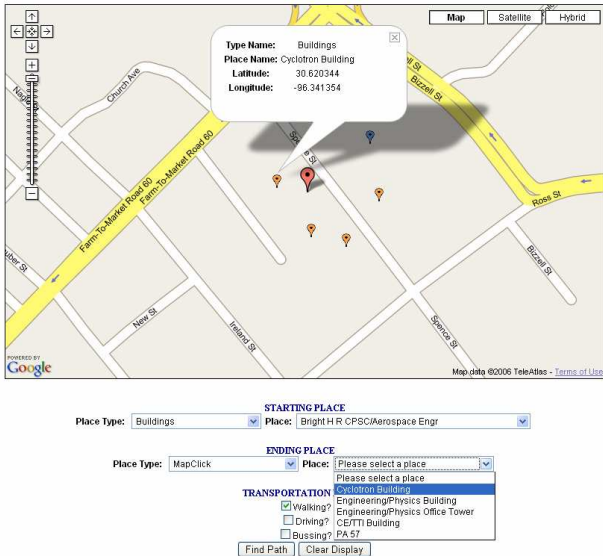 Map
Satellite
Hybrid
Type Name: Buildings
Place Name: Cyclotron Building
Latitude: 30.620344
Longitude: -96.341354
Church Ave
Bizzell St
Farm-To-Market Road 60
Farm-To-Market Road 60
Ross St
Bizzell St
New St
Ireland St
Spence St
POWERED BY
Google
Map data ©2006 TeleAtlas - Terms of Use
STARTING PLACE
Place Type: Buildings Place: Bright H R CPSC/Aerospace Engr
ENDING PLACE
Place Type: MapClick Place: Please select a place
Please select a place
Cyclotron Building
Engineering/Physics Building
Engineering/Physics Office Tower
CE/TTI Building
PA 57
TRANSPORTATION?
Walking?
Driving?
Bussing?
Find Path
Clear Display